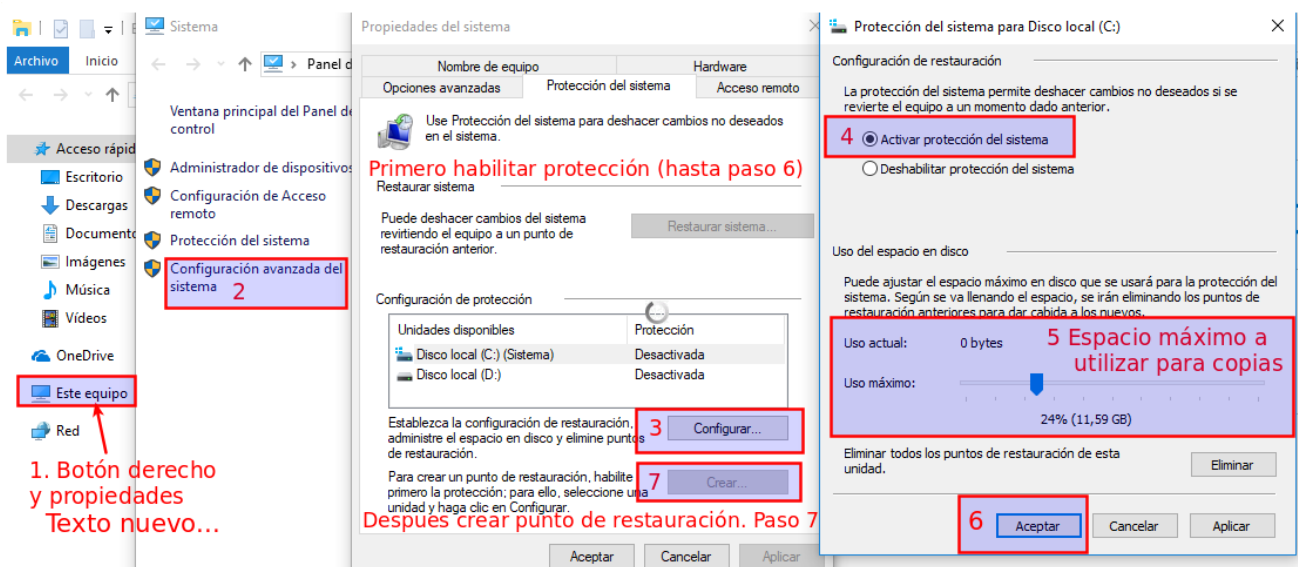 Archivo
Inicio
Acceso rápid
Escritorio
Descargas
Documento
Imágenes
Música
Vídeos
OneDrive
Este equipo
Red
1. Botón derecho
y propiedades
Texto nuevo...
Sistema
Panel d
Ventana principal del Panel de
control
Administrador de dispositivos
Configuración de Acceso
remoto
Protección del sistema
Configuración avanzada del
sistema 2
Propiedades del sistema
Nombre de equipo
Hardware
Opciones avanzadas
Protección del sistema
Acceso remoto
Use Protección del sistema para deshacer cambios no deseados
en el sistema.
Primero habilitar protección (hasta paso 6)
Restaurar sistema
Puede deshacer cambios del sistema
revirtiendo el equipo a un punto de
restauración anterior.
Restaurar sistema...
Configuración de protección
Unidades disponibles
Protección
Disco local (C:) (Sistema)
Desactivada
Disco local (D:)
Desactivada
Establezca la configuración de restauración,
administre el espacio en disco y elimine puntos
de restauración.
3 Configurar...
Para crear un punto de restauración, habilite
primero la protección; para ello, seleccione una
unidad y haga clic en Configurar.
7 Crear...
Despues crear punto de restauración. Paso 7
Aceptar
Cancelar
Aplicar
Protección del sistema para Disco local (C:)
Configuración de restauración
La protección del sistema permite deshacer cambios no deseados si se
revierte el equipo a un momento dado anterior.
4 Activar protección del sistema
Deshabilitar protección del sistema
Uso del espacio en disco
Puede ajustar el espacio máximo en disco que se usará para la protección del
sistema. Según se va llenando el espacio, se irán eliminando los puntos de
restauración anteriores para dar cabida a los nuevos.
Uso actual:
0 bytes
5 Espacio máximo a
utilizar para copias
Uso máximo:
24% (11,59 GB)
Eliminar todos los puntos de restauración de esta
unidad.
Eliminar
6 Aceptar
Cancelar
Aplicar